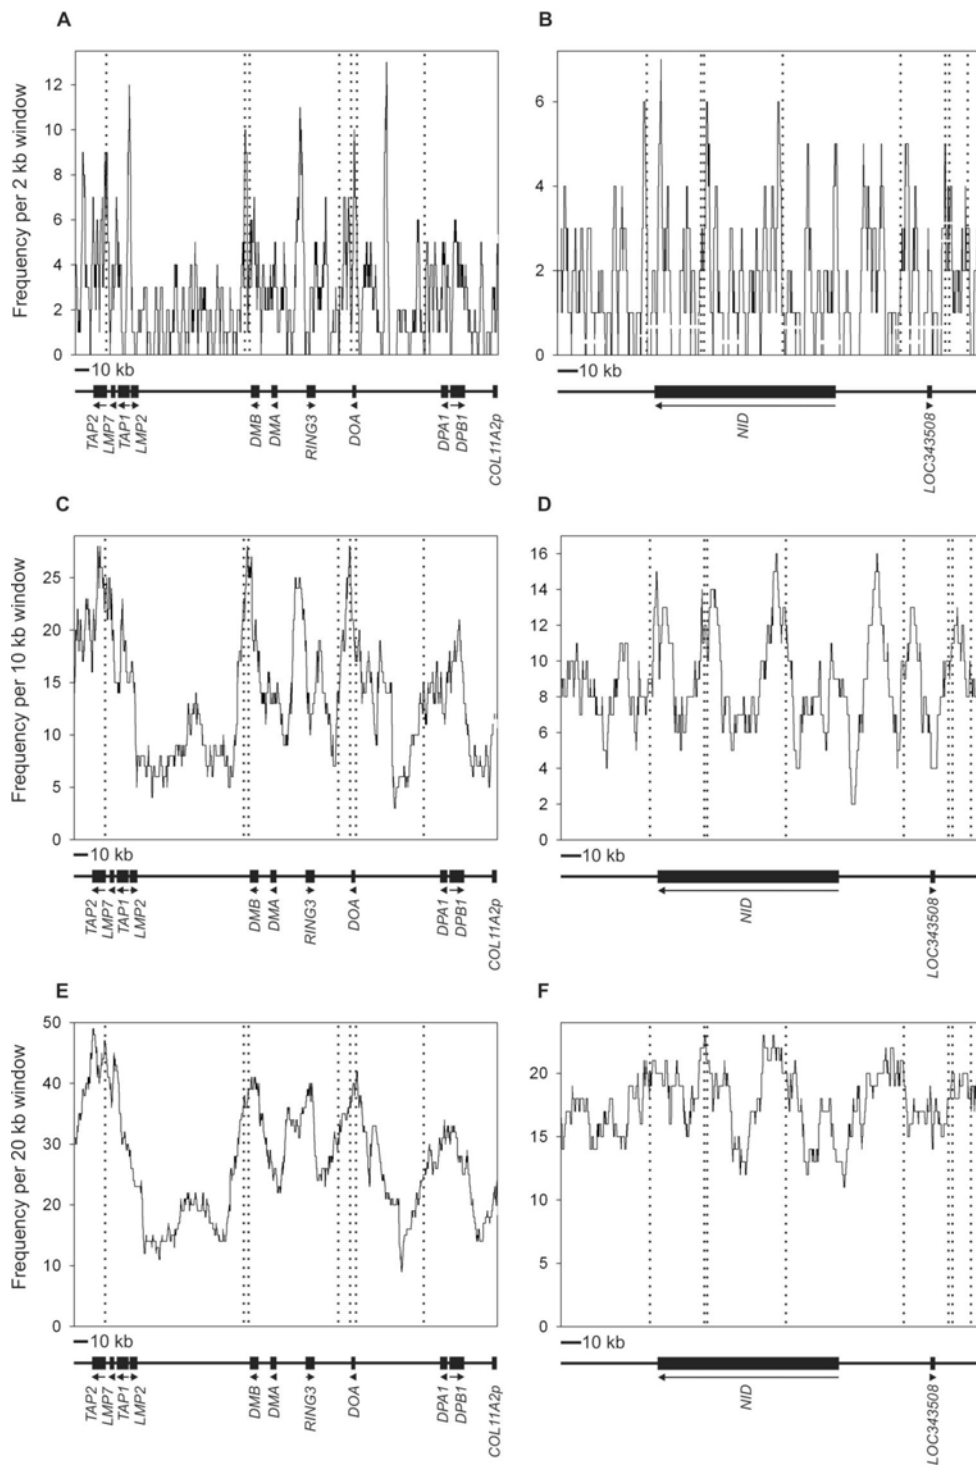 A
Frequency per 2 kb window
12
10
8
6
4
2
0
10 kb
TAP2
LMP7
TAP1
LMP2
DMB
DMA
RING3
DOA
DPA1
DPB1
COL11A2p
B
6
4
2
0
10 kb
NID
LOC343508
C
Frequency per 10 kb window
25
20
15
10
5
0
10 kb
TAP2
LMP7
TAP1
LMP2
DMB
DMA
RING3
DOA
DPA1
DPB1
COL11A2p
D
16
14
12
10
8
6
4
2
0
10 kb
NID
LOC343508
E
Frequency per 20 kb window
50
40
30
20
10
0
10 kb
TAP2
LMP7
TAP1
LMP2
DMB
DMA
RING3
DOA
DPA1
DPB1
COL11A2p
F
20
15
10
5
0
10 kb
NID
LOC343508